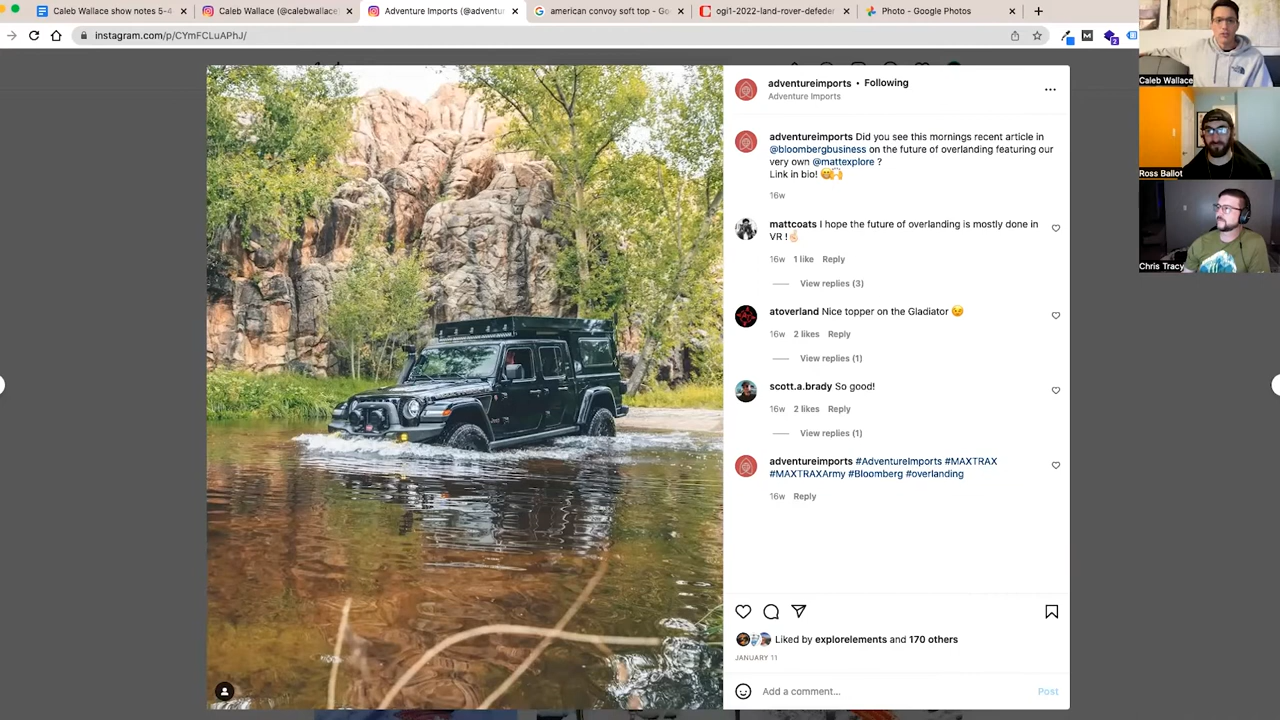 Caleb Wallace show notes 5-4
Caleb Wallace (@calebwallace
Adventure Imports (@adventur
american convoy soft top - Go
ogi1-2022-land-rover-defeder
Photo - Google Photos
instagram.com/p/CYmFCLuAPhJ/
M
2
Caleb Wallace
Ross Ballot
Chris Tracy
adventureimports • Following
Adventure Imports
adventureimports Did you see this mornings recent article in
@bloombergbusiness on the future of overlanding featuring our
very own @mattexplore ?
Link in bio! 😁🙌
16w
mattcoats I hope the future of overlanding is mostly done in
VR !🤞🏻
16w 1 like Reply
View replies (3)
atoverland Nice topper on the Gladiator 😉
16w 2 likes Reply
View replies (1)
scott.a.brady So good!
16w 2 likes Reply
View replies (1)
adventureimports #AdventureImports #MAXTRAX
#MAXTRAXArmy #Bloomberg #overlanding
16w Reply
Liked by explorelements and 170 others
JANUARY 11
Add a comment...
Post